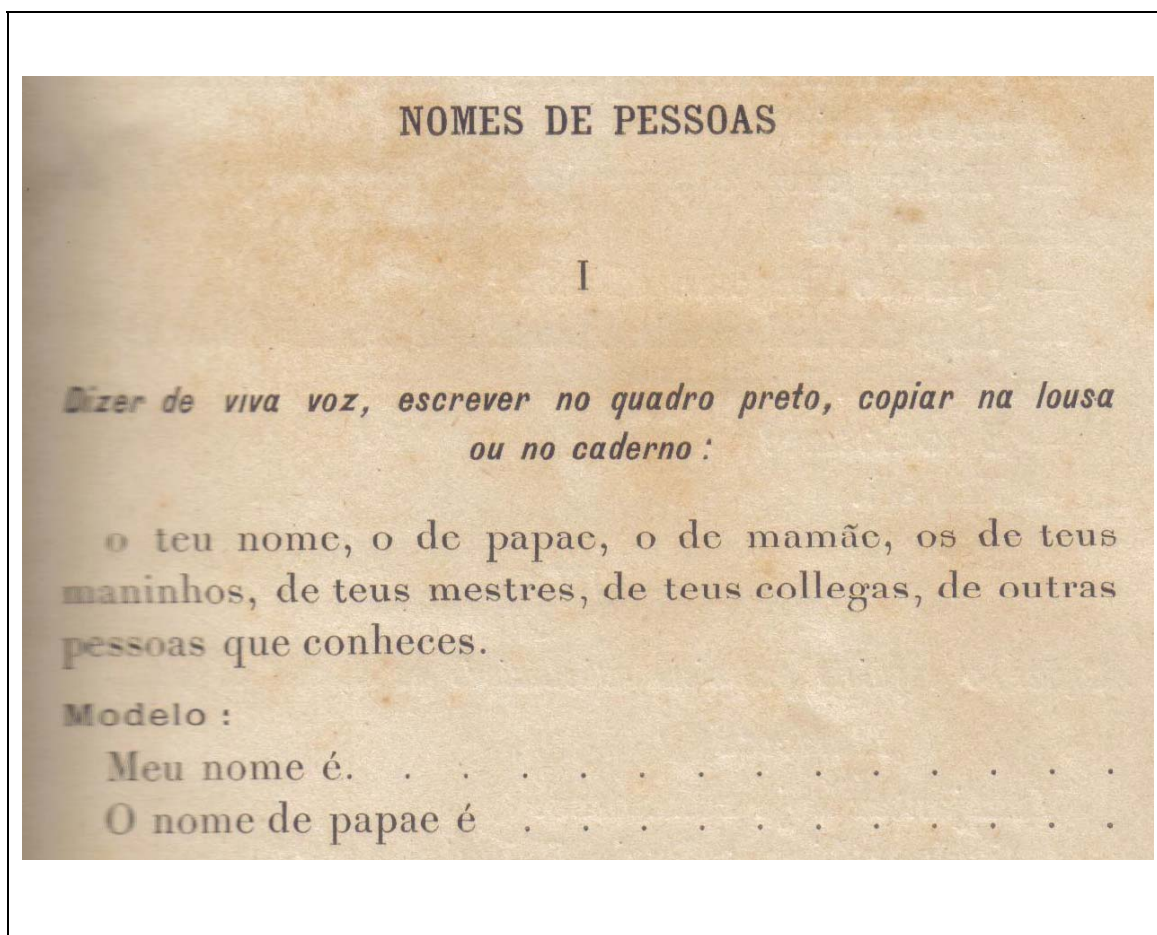 NOMES DE PESSOAS
I
Dizer de viva voz, escrever no quadro preto, copiar na lousa
ou no caderno :
o teu nome, o de papae, o de mamãe, os de teus
maninhos, de teus mestres, de teus collegas, de outras
pessoas que conheces.
Modelo :
Meu nome é. . . . . . . . . . . . . .
O nome de papae é . . . . . . . . . . .